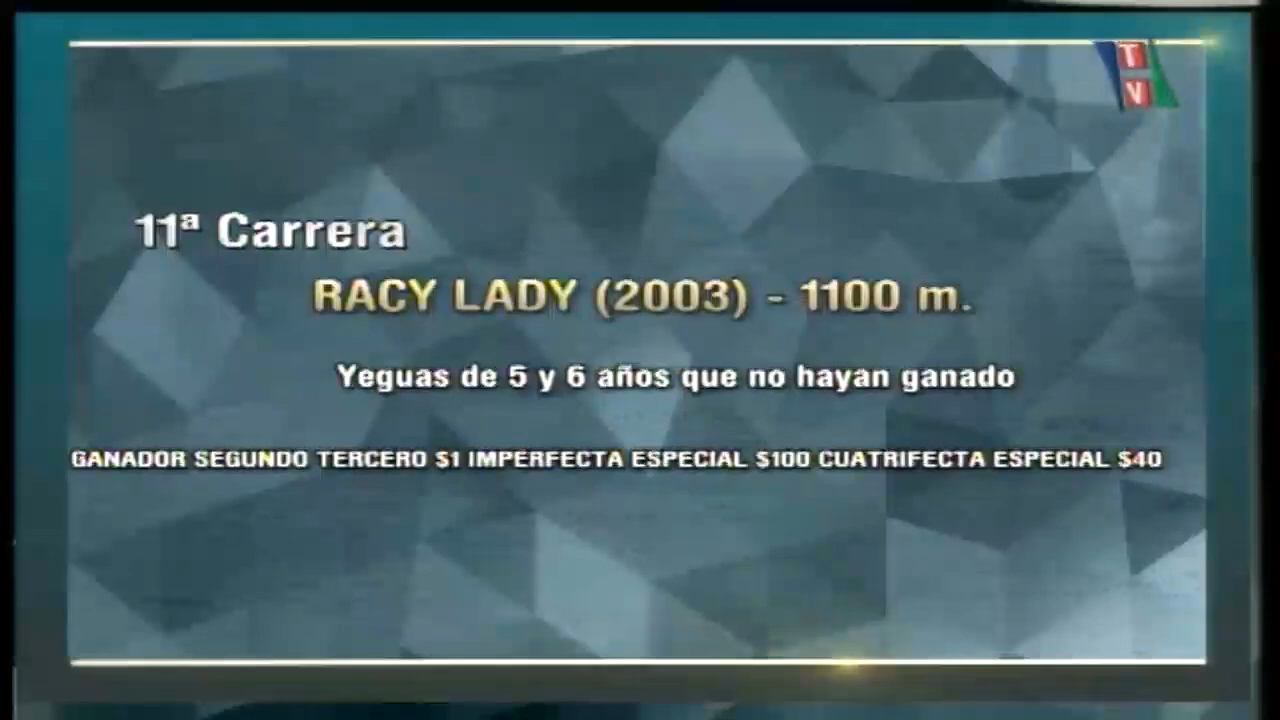 TV
11ª Carrera
RACY LADY (2003) - 1100 m.
Yeguas de 5 y 6 años que no hayan ganado
GANADOR SEGUNDO TERCERO $1 IMPERFECTA ESPECIAL $100 CUATRIFECTA ESPECIAL $40